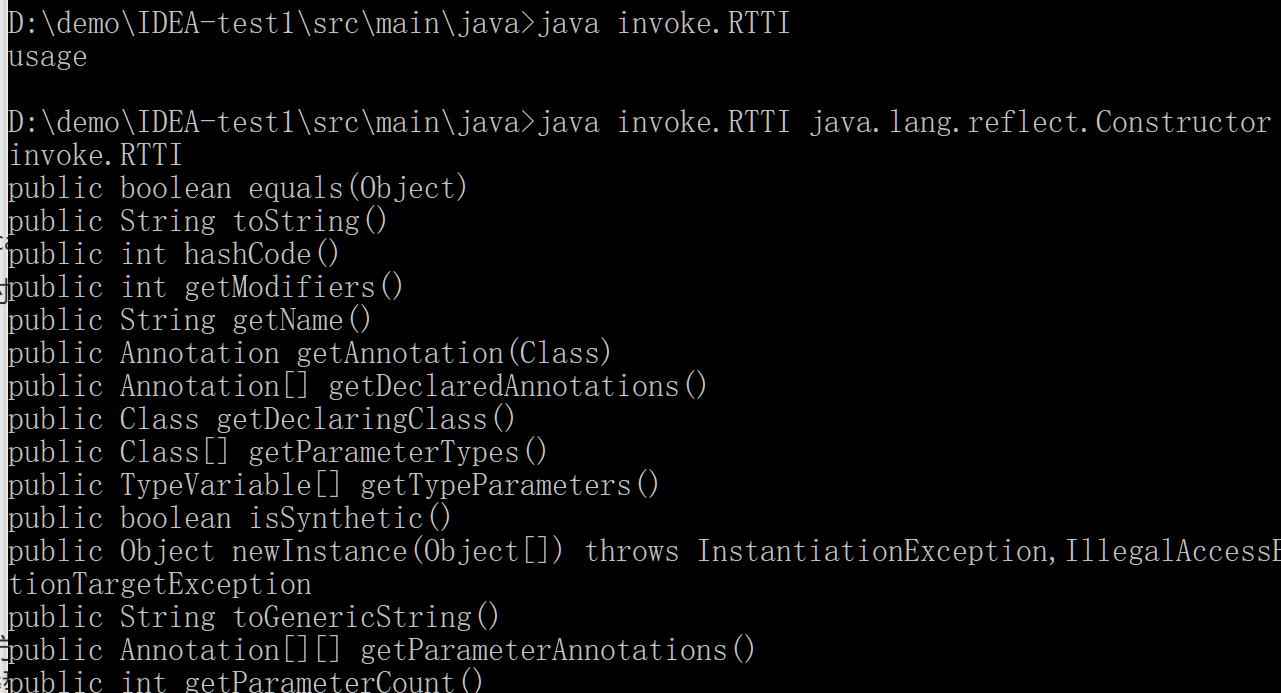 D:\demo\IDEA-test1\src\main\java>java invoke.RTTI
usage
D:\demo\IDEA-test1\src\main\java>java invoke.RTTI java.lang.reflect.Constructor
invoke.RTTI
public boolean equals(Object)
public String toString()
public int hashCode()
public int getModifiers()
public String getName()
public Annotation getAnnotation(Class)
public Annotation[] getDeclaredAnnotations()
public Class getDeclaringClass()
public Class[] getParameterTypes()
public TypeVariable[] getTypeParameters()
public boolean isSynthetic()
public Object newInstance(Object[]) throws InstantiationException,IllegalAccessE
tionTargetException
public String toGenericString()
public Annotation[][] getParameterAnnotations()
public int getParameterCount()